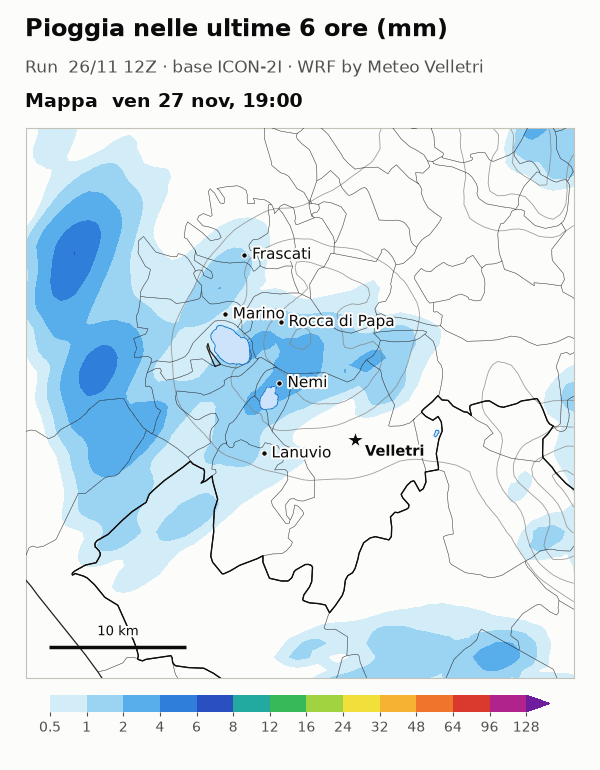 Pioggia nelle ultime 6 ore (mm)
Run  26/11 12Z · base ICON-2I · WRF by Meteo Velletri
Mappa  ven 27 nov, 19:00
Frascati
Marino
Rocca di Papa
Nemi
Velletri
Lanuvio
10 km
0.5 1 2 4 6 8 12 16 24 32 48 64 96 128